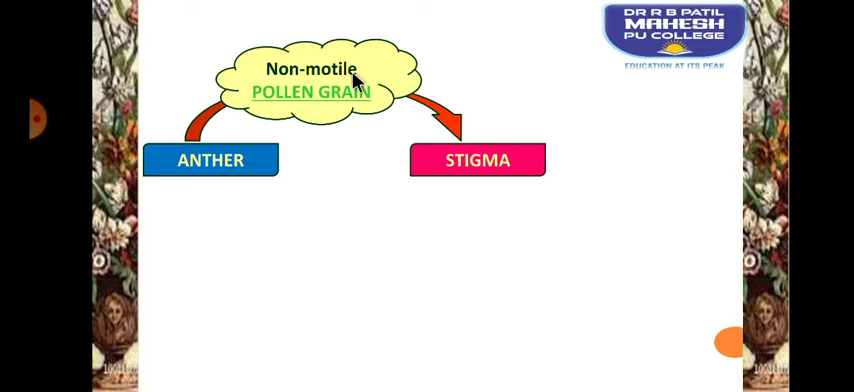 DR R B PATIL
MAHESH
PU COLLEGE
EDUCATION AT ITS PEAK
Non-motile
POLLEN GRAIN
ANTHER
STIGMA